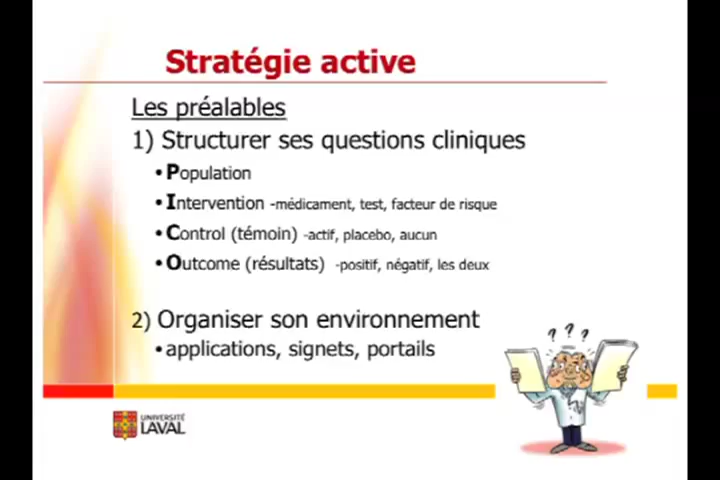 Stratégie active
Les préalables
1) Structurer ses questions cliniques
• Population
• Intervention -médicament, test, facteur de risque
• Control (témoin) -actif, placebo, aucun
• Outcome (résultats) -positif, négatif, les deux
2) Organiser son environnement
• applications, signets, portails
? ? ?
UNIVERSITÉ
LAVAL